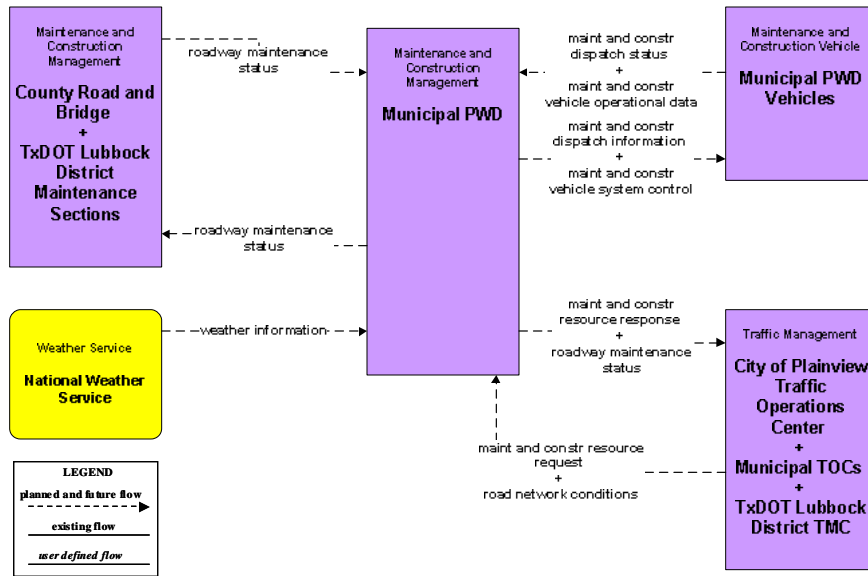 Maintenance and
Construction
Management
County Road and
Bridge
+
TxDOT Lubbock
District
Maintenance
Sections
roadway maintenance
status
Maintenance and
Construction
Management
Municipal PWD
maint and constr
dispatch status
+
maint and constr
vehicle operational data
maint and constr
dispatch information
+
maint and constr
vehicle system control
Maintenance and
Construction Vehicle
Municipal PWD
Vehicles
roadway maintenance
status
Weather Service
National Weather
Service
weather information
maint and constr
resource response
+
roadway maintenance
status
Traffic Management
City of Plainview
Traffic
Operations
Center
+
Municipal TOCs
+
TxDOT Lubbock
District TMC
maint and constr resource
request
+
road network conditions
LEGEND
planned and future flow
existing flow
user defined flow